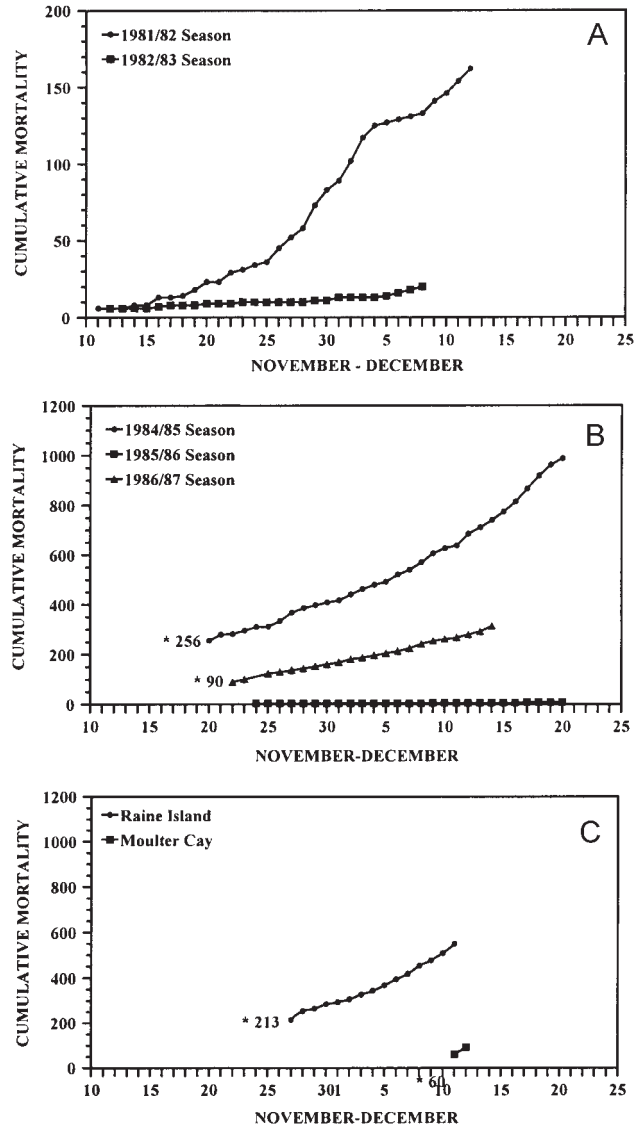 200
150
100
50
0
CUMULATIVE MORTALITY
1981/82 Season
1982/83 Season
A
10 15 20 25 30 5 10 15 20 25
NOVEMBER - DECEMBER
1200
1000
800
600
400
200
0
CUMULATIVE MORTALITY
1984/85 Season
1985/86 Season
1986/87 Season
B
* 256
* 90
10 15 20 25 30 5 10 15 20 25
NOVEMBER-DECEMBER
1200
1000
800
600
400
200
0
CUMULATIVE MORTALITY
Raine Island
Moulter Cay
C
* 213
* 60
10 15 20 25 301 5 10 15 20 25
NOVEMBER-DECEMBER